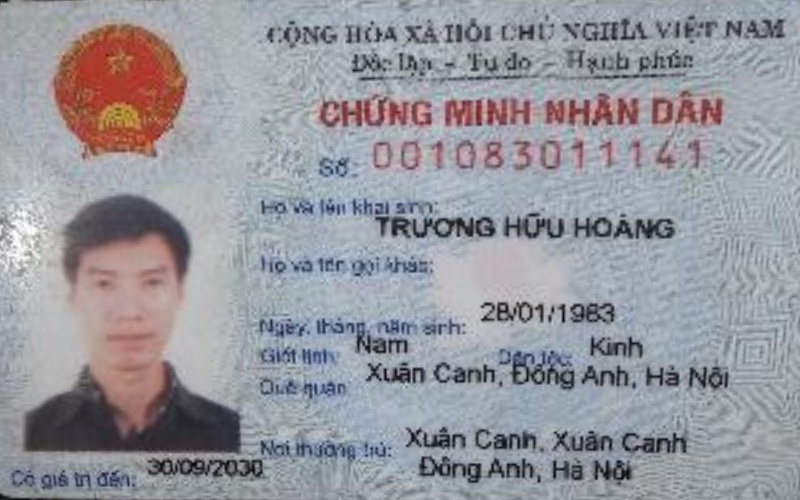 CỘNG HÒA XÃ HỘI CHỦ NGHĨA VIỆT NAM
Độc lập - Tự do - Hạnh phúc
CHỨNG MINH NHÂN DÂN
Số: 001083011141
Họ và tên khai sinh:
TRƯƠNG HỮU HOÀNG
Họ và tên gọi khác:
Ngày, tháng, năm sinh: 28/01/1983
Giới tính: Nam Dân tộc: Kinh
Quê quán: Xuân Canh, Đông Anh, Hà Nội
Nơi thường trú: Xuân Canh, Xuân Canh
Đông Anh, Hà Nội
Có giá trị đến: 30/09/2030